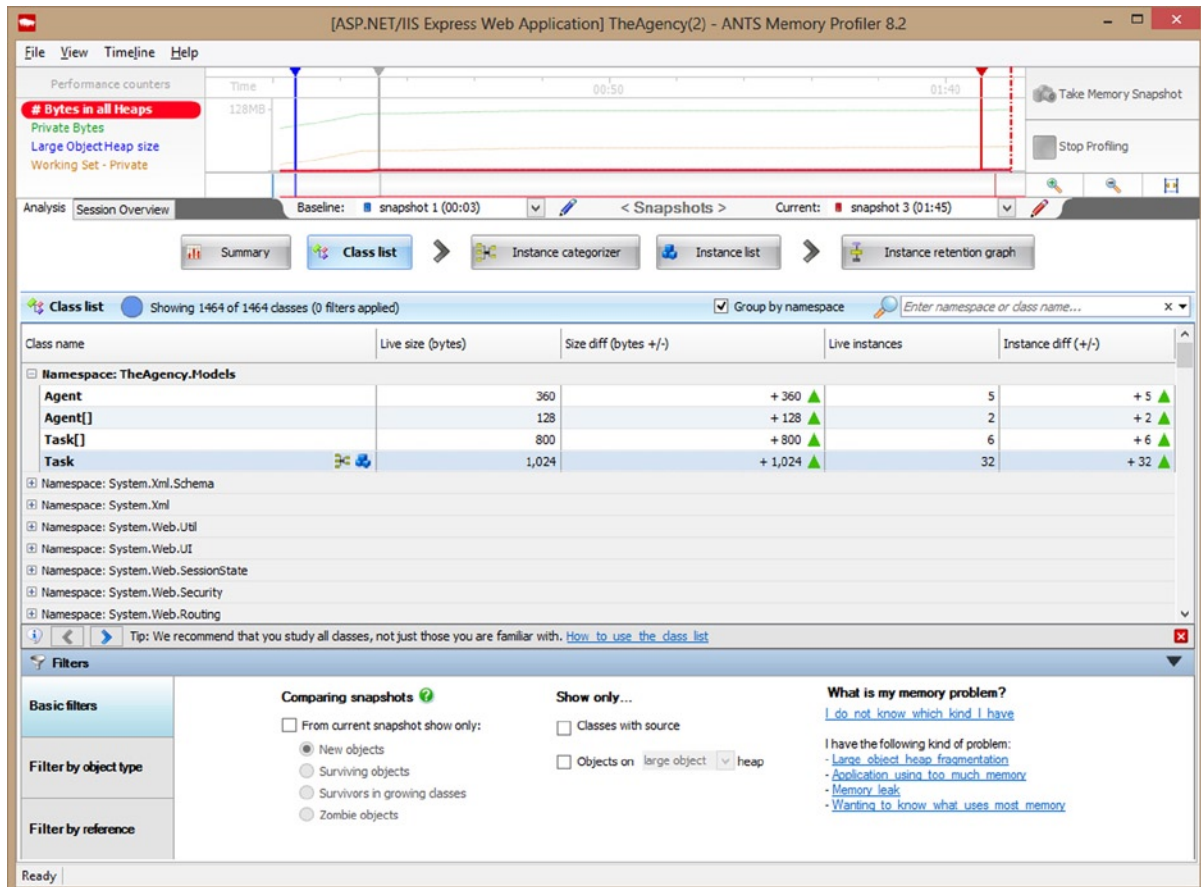 [ASP.NET/IIS Express Web Application] TheAgency(2) - ANTS Memory Profiler 8.2
File View Timeline Help
Performance counters
# Bytes in all Heaps
Private Bytes
Large Object Heap size
Working Set - Private
Time 00:50 01:40
128MB
Take Memory Snapshot
Stop Profiling
Analysis Session Overview Baseline: snapshot 1 (00:03) < Snapshots > Current: snapshot 3 (01:45)
Summary Class list Instance categorizer Instance list Instance retention graph
Class list Showing 1464 of 1464 classes (0 filters applied) Group by namespace Enter namespace or class name... x
Class name Live size (bytes) Size diff (bytes +/-) Live instances Instance diff (+/-)
Namespace: TheAgency.Models
Agent 360 + 360 5 + 5
Agent[] 128 + 128 2 + 2
Task[] 800 + 800 6 + 6
Task 1,024 + 1,024 32 + 32
Namespace: System.Xml.Schema
Namespace: System.Xml
Namespace: System.Web.Util
Namespace: System.Web.UI
Namespace: System.Web.SessionState
Namespace: System.Web.Security
Namespace: System.Web.Routing
Tip: We recommend that you study all classes, not just those you are familiar with. How to use the class list
Filters
Basic filters
Filter by object type
Filter by reference
Comparing snapshots
From current snapshot show only:
New objects
Surviving objects
Survivors in growing classes
Zombie objects
Show only...
Classes with source
Objects on large object heap
What is my memory problem?
I do not know which kind I have
I have the following kind of problem:
- Large object heap fragmentation
- Application using too much memory
- Memory leak
- Wanting to know what uses most memory
Ready